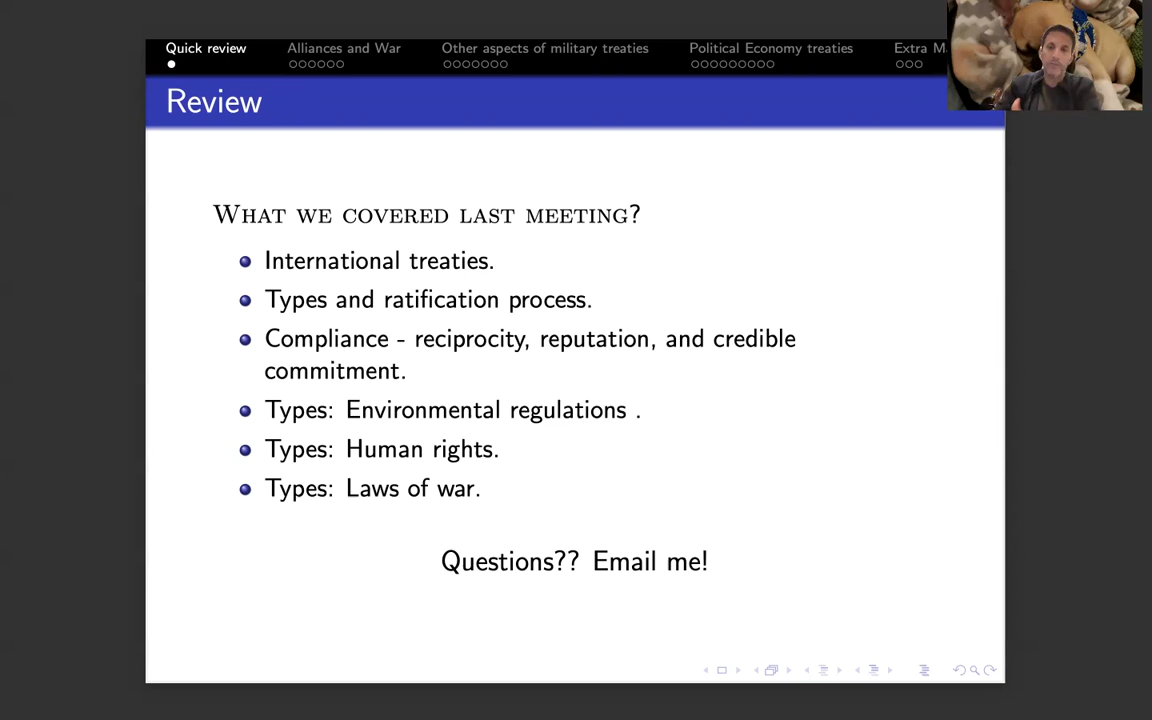 Quick review
Alliances and War
Other aspects of military treaties
Political Economy treaties
Extra M
Review
What we covered last meeting?
International treaties.
Types and ratification process.
Compliance - reciprocity, reputation, and credible
commitment.
Types: Environmental regulations .
Types: Human rights.
Types: Laws of war.
Questions?? Email me!